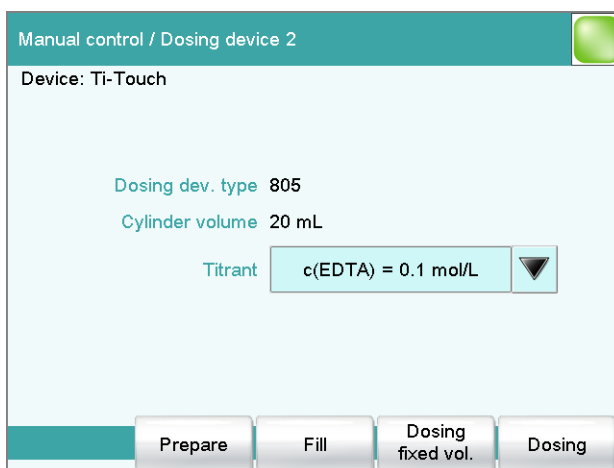 Manual control / Dosing device 2
Device: Ti-Touch
Dosing dev. type 805
Cylinder volume 20 mL
Titrant c(EDTA) = 0.1 mol/L
Prepare Fill Dosing fixed vol. Dosing